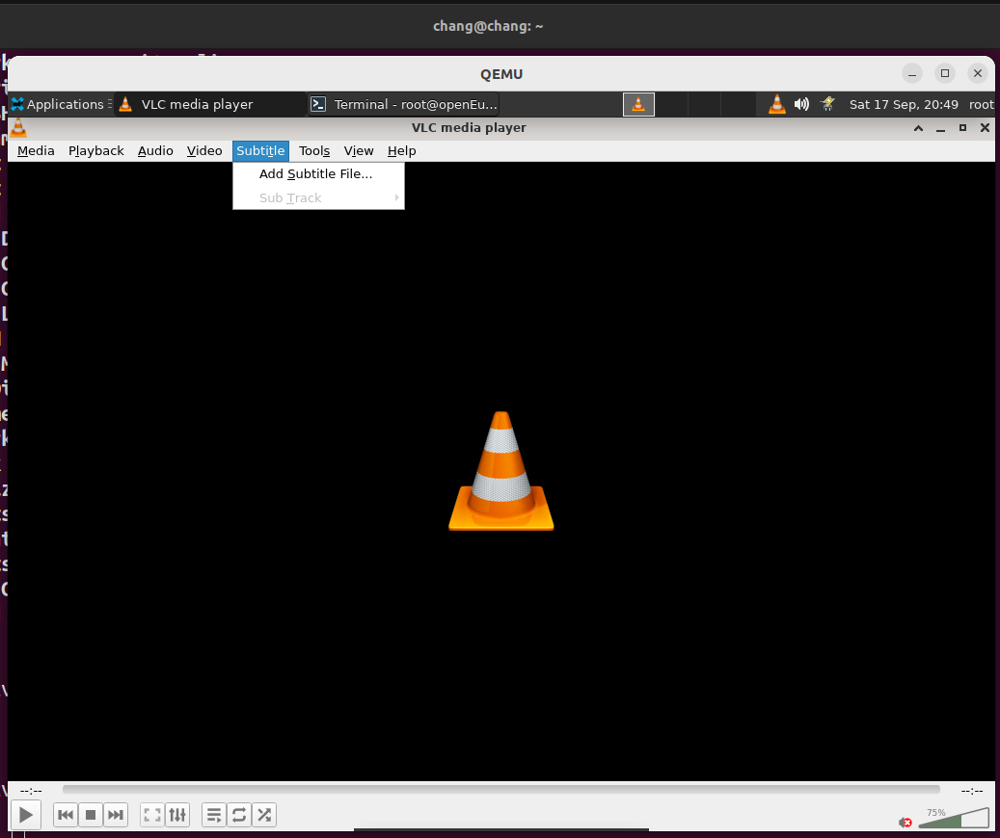 chang@chang: ~
QEMU
Applications
VLC media player
Terminal - root@openEu...
Sat 17 Sep, 20:49
root
VLC media player
Media Playback Audio Video Subtitle Tools View Help
Add Subtitle File...
Sub Track
--:--
--:--
75%